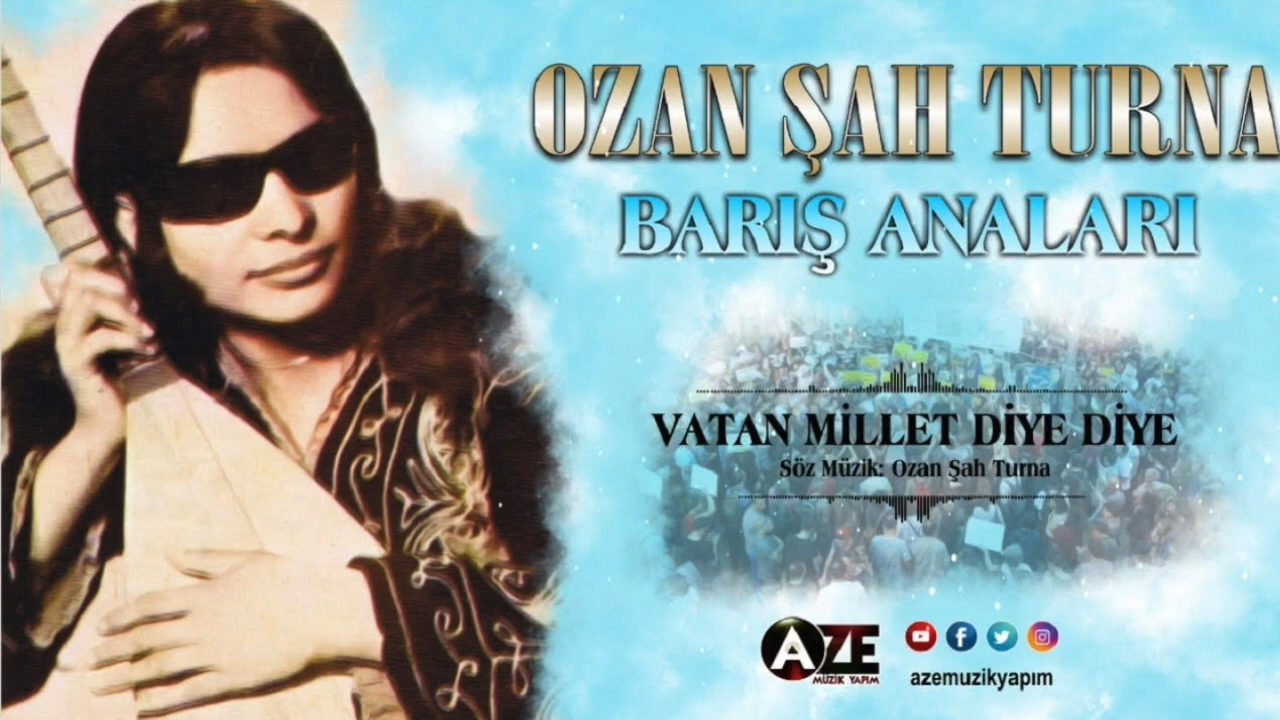 OZAN ŞAH TURNA
BARIŞ ANALARI
VATAN MİLLET DİYE DİYE
Söz Müzik: Ozan Şah Turna
AZE
MÜZİK YAPIM
azemuzikyapım